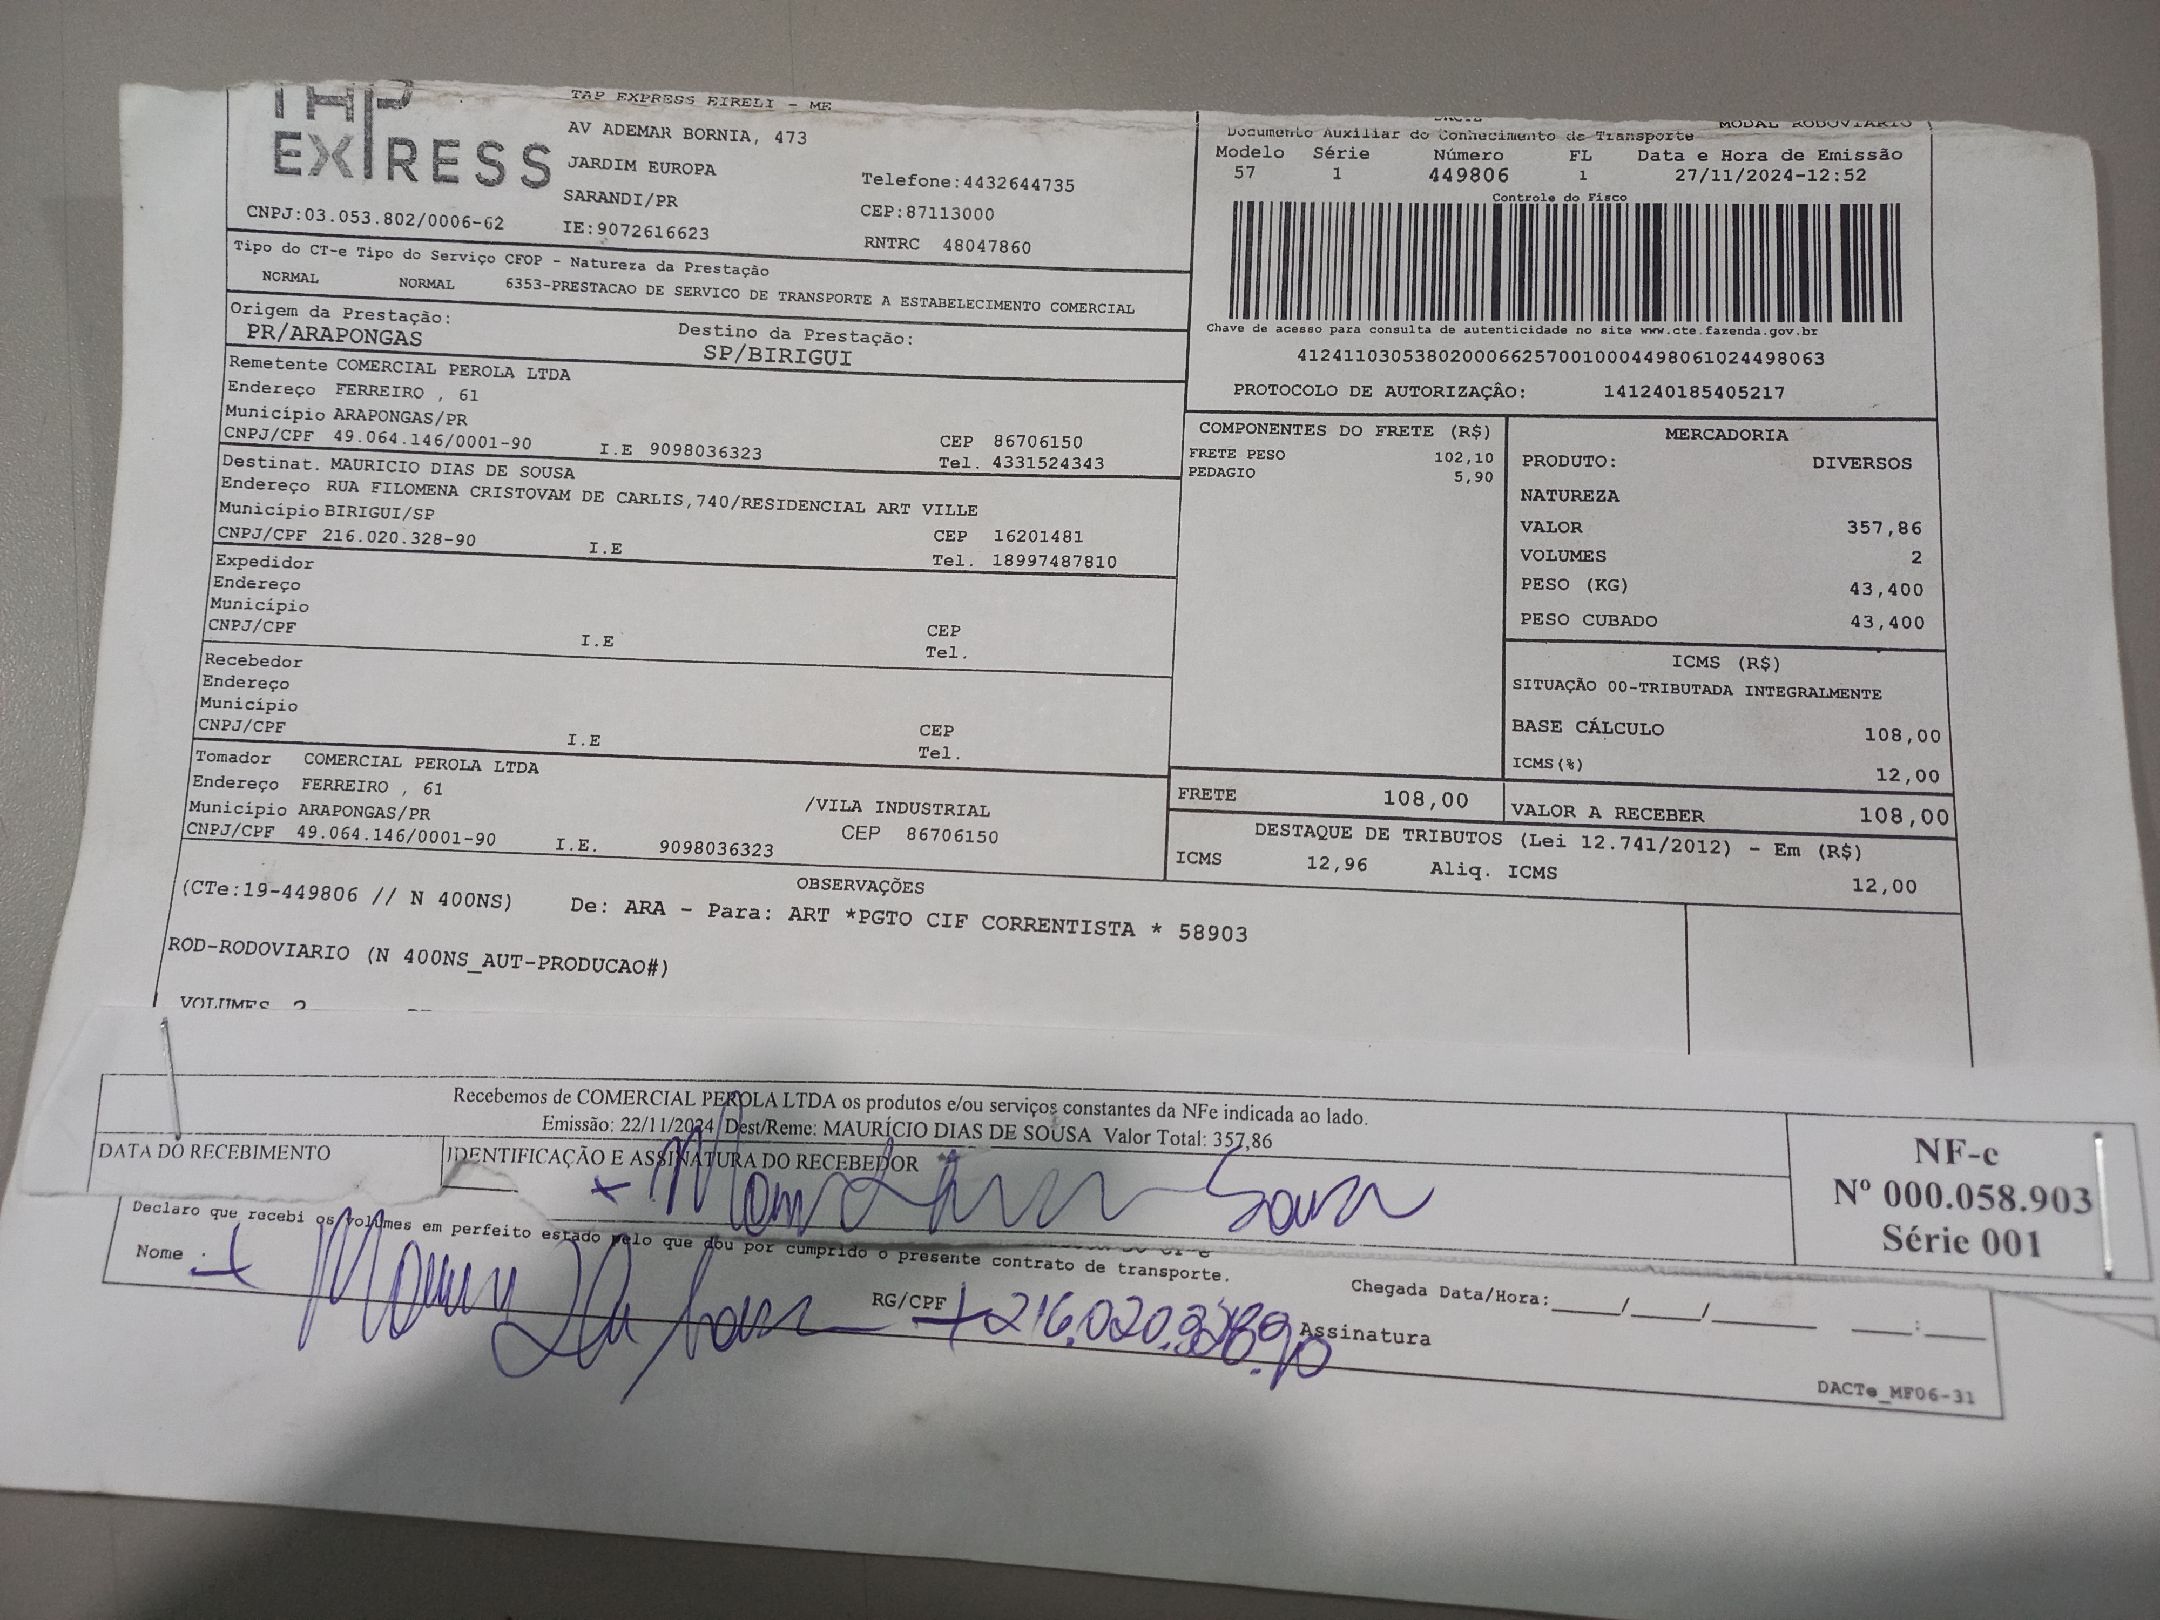 TAP
EXPRESS
CNPJ:03.053.802/0006-62
TAP EXPRESS EIRELI - ME
AV ADEMAR BORNIA, 473
JARDIM EUROPA
SARANDI/PR
IE:9072616623
Telefone:4432644735
CEP:87113000
RNTRC 48047860
MODAL RODOVIARIO
Documento Auxiliar do Conhecimento de Transporte
Modelo Série Número FL Data e Hora de Emissão
57 1 449806 1 27/11/2024-12:52
Controle do Fisco
Chave de acesso para consulta de autenticidade no site www.cte.fazenda.gov.br
41241103053802000662570010004498061024498063
PROTOCOLO DE AUTORIZAÇÂO: 141240185405217
Tipo do CT-e Tipo do Serviço CFOP - Natureza da Prestação
NORMAL NORMAL 6353-PRESTACAO DE SERVICO DE TRANSPORTE A ESTABELECIMENTO COMERCIAL
Origem da Prestação: Destino da Prestação:
PR/ARAPONGAS SP/BIRIGUI
Remetente COMERCIAL PEROLA LTDA
Endereço FERREIRO , 61
Município ARAPONGAS/PR CEP 86706150
CNPJ/CPF 49.064.146/0001-90 I.E 9098036323 Tel. 4331524343
Destinat. MAURICIO DIAS DE SOUSA
Endereço RUA FILOMENA CRISTOVAM DE CARLIS,740/RESIDENCIAL ART VILLE
Município BIRIGUI/SP CEP 16201481
CNPJ/CPF 216.020.328-90 I.E Tel. 18997487810
Expedidor
Endereço
Município CEP
CNPJ/CPF I.E Tel.
Recebedor
Endereço
Município CEP
CNPJ/CPF I.E Tel.
Tomador COMERCIAL PEROLA LTDA
Endereço FERREIRO , 61 /VILA INDUSTRIAL
Município ARAPONGAS/PR CEP 86706150
CNPJ/CPF 49.064.146/0001-90 I.E. 9098036323
COMPONENTES DO FRETE (R$)
FRETE PESO 102,10
PEDAGIO 5,90
FRETE 108,00
MERCADORIA
PRODUTO: DIVERSOS
NATUREZA
VALOR 357,86
VOLUMES 2
PESO (KG) 43,400
PESO CUBADO 43,400
ICMS (R$)
SITUAÇÃO 00-TRIBUTADA INTEGRALMENTE
BASE CÁLCULO 108,00
ICMS(%) 12,00
VALOR A RECEBER 108,00
DESTAQUE DE TRIBUTOS (Lei 12.741/2012) - Em (R$)
ICMS 12,96 Aliq. ICMS 12,00
OBSERVAÇÕES
(CTe:19-449806 // N 400NS) De: ARA - Para: ART *PGTO CIF CORRENTISTA * 58903
ROD-RODOVIARIO (N 400NS_AUT-PRODUCAO#)
VOLUMES 2
Recebemos de COMERCIAL PEROLA LTDA os produtos e/ou serviços constantes da NFe indicada ao lado.
Emissão: 22/11/2024 Dest/Reme: MAURÍCIO DIAS DE SOUSA Valor Total: 357,86
DATA DO RECEBIMENTO IDENTIFICAÇÃO E ASSINATURA DO RECEBEDOR
NF-e
Nº 000.058.903
Série 001
Declaro que recebi os volumes em perfeito estado pelo que dou por cumprido o presente contrato de transporte.
Nome
RG/CPF 216.020.328.90
Assinatura
Chegada Data/Hora:____/____/____ __:__
DACTe_MF06-31